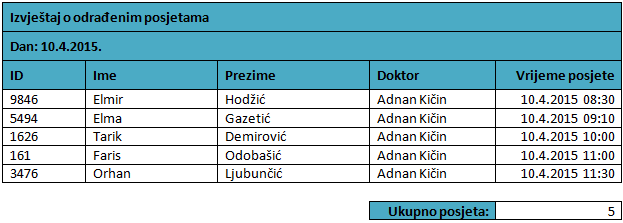 Izvještaj o odrađenim posjetama
Dan: 10.4.2015.
ID Ime Prezime Doktor Vrijeme posjete
9846 Elmir Hodžić Adnan Kičin 10.4.2015 08:30
5494 Elma Gazetić Adnan Kičin 10.4.2015 09:10
1626 Tarik Demirović Adnan Kičin 10.4.2015 10:00
161 Faris Odobašić Adnan Kičin 10.4.2015 11:00
3476 Orhan Ljubunčić Adnan Kičin 10.4.2015 11:30
Ukupno posjeta: 5